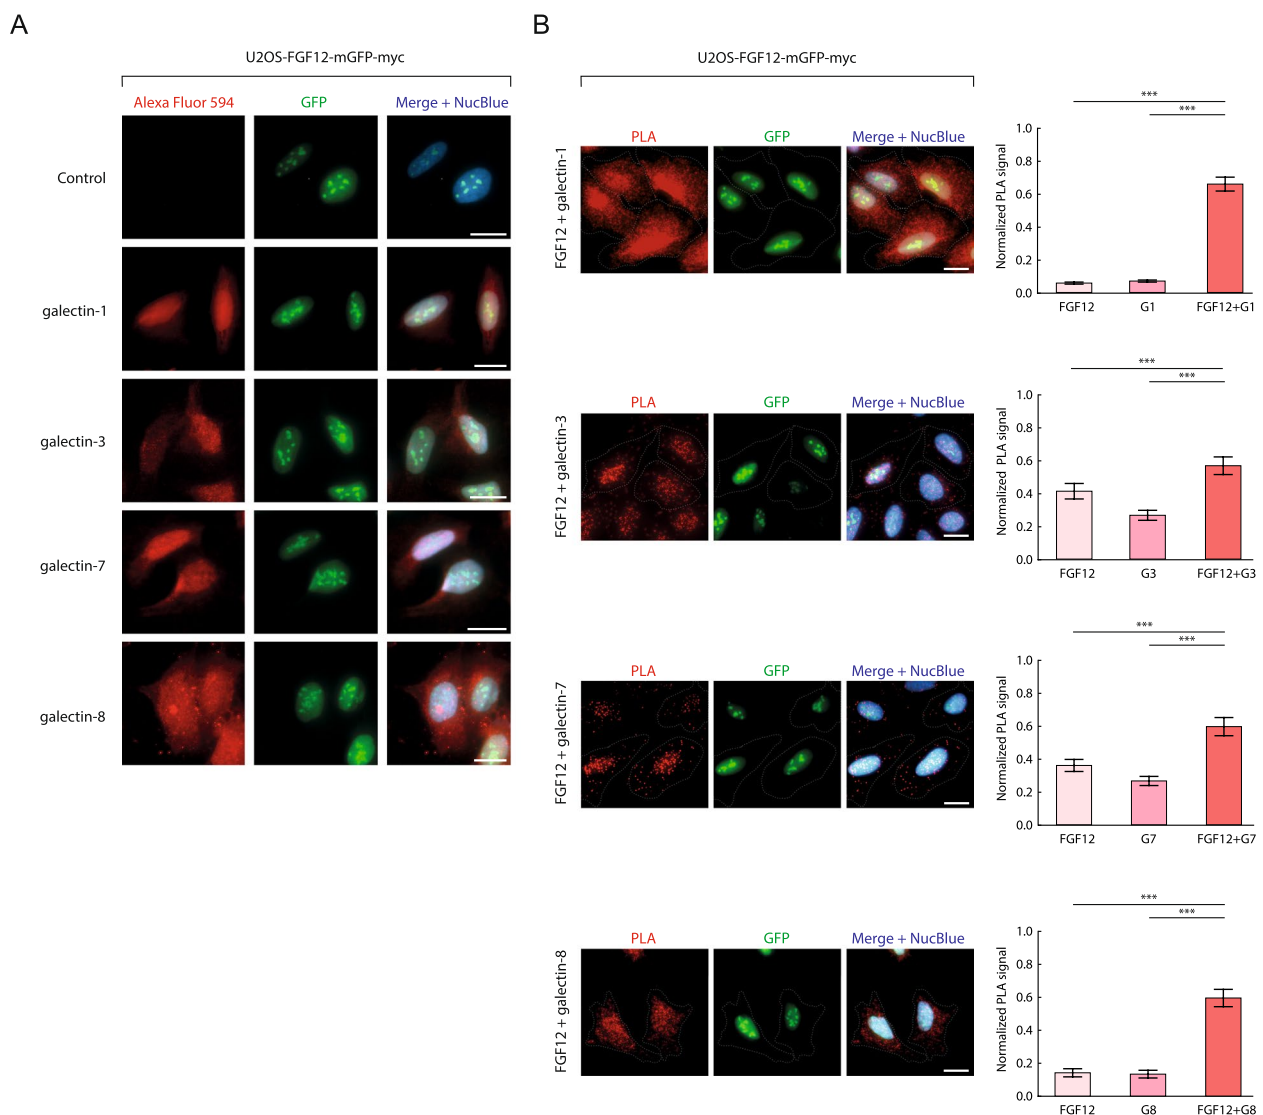 A
U2OS-FGF12-mGFP-myc
Alexa Fluor 594 GFP Merge + NucBlue
Control
galectin-1
galectin-3
galectin-7
galectin-8
B
U2OS-FGF12-mGFP-myc
FGF12 + galectin-1
PLA GFP Merge + NucBlue
***
***
Normalized PLA signal
1.0
0.8
0.6
0.4
0.2
0.0
FGF12 G1 FGF12+G1
FGF12 + galectin-3
PLA GFP Merge + NucBlue
***
***
Normalized PLA signal
1.0
0.8
0.6
0.4
0.2
0.0
FGF12 G3 FGF12+G3
FGF12 + galectin-7
PLA GFP Merge + NucBlue
***
***
Normalized PLA signal
1.0
0.8
0.6
0.4
0.2
0.0
FGF12 G7 FGF12+G7
FGF12 + galectin-8
PLA GFP Merge + NucBlue
***
***
Normalized PLA signal
1.0
0.8
0.6
0.4
0.2
0.0
FGF12 G8 FGF12+G8